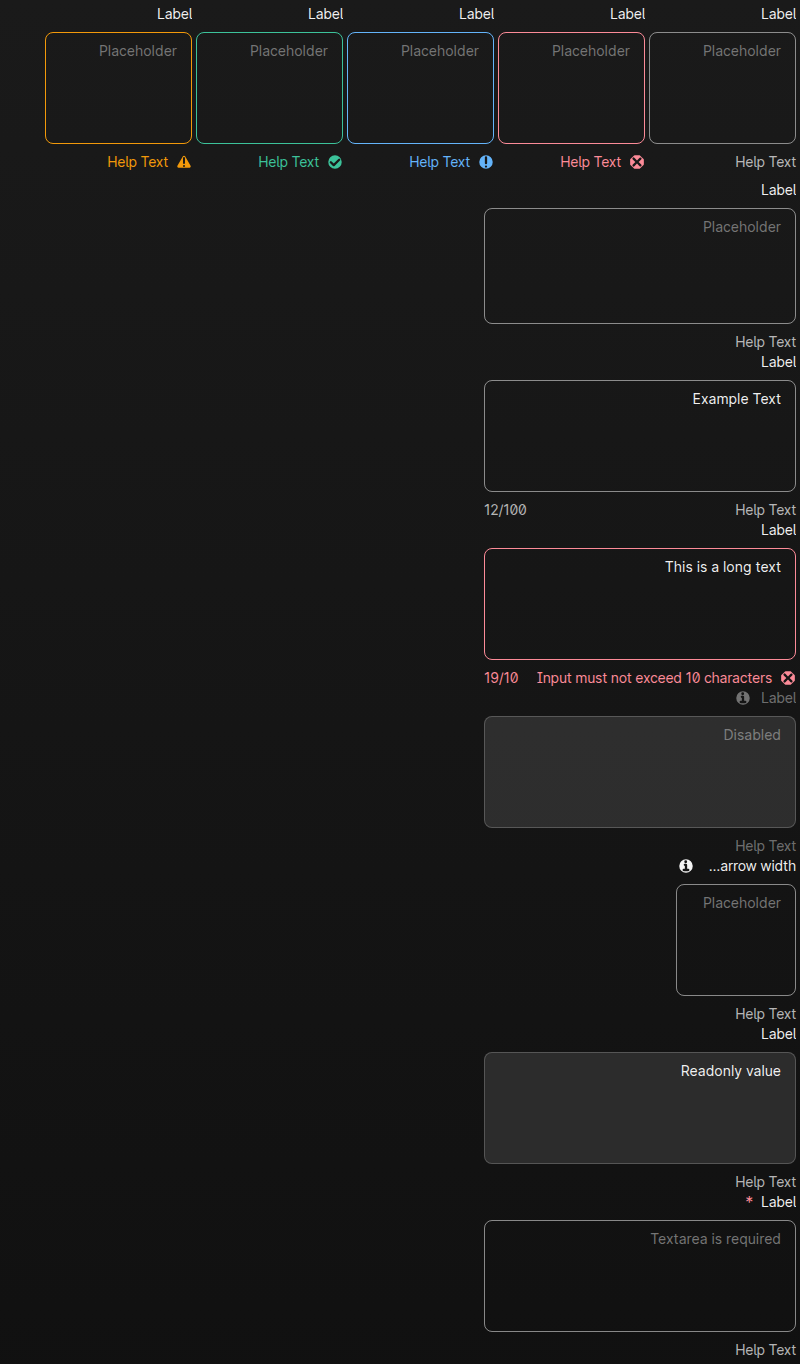 Label Label Label Label Label
Placeholder Placeholder Placeholder Placeholder Placeholder
Help Text Help Text Help Text Help Text Help Text
Label
Placeholder
Help Text
Label
Example Text
12/100 Help Text
Label
This is a long text
19/10 Input must not exceed 10 characters
Label
Disabled
Help Text
...arrow width
Placeholder
Help Text
Label
Readonly value
Help Text
* Label
Textarea is required
Help Text